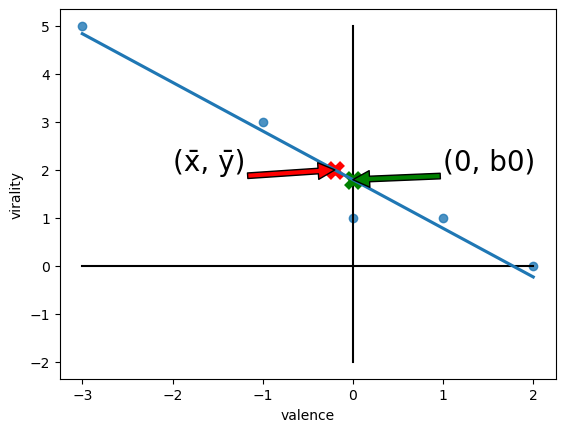 5
4
3
2
1
0
−1
−2
virality
(x̄, ȳ)
(0, b0)
−3 −2 −1 0 1 2
valence